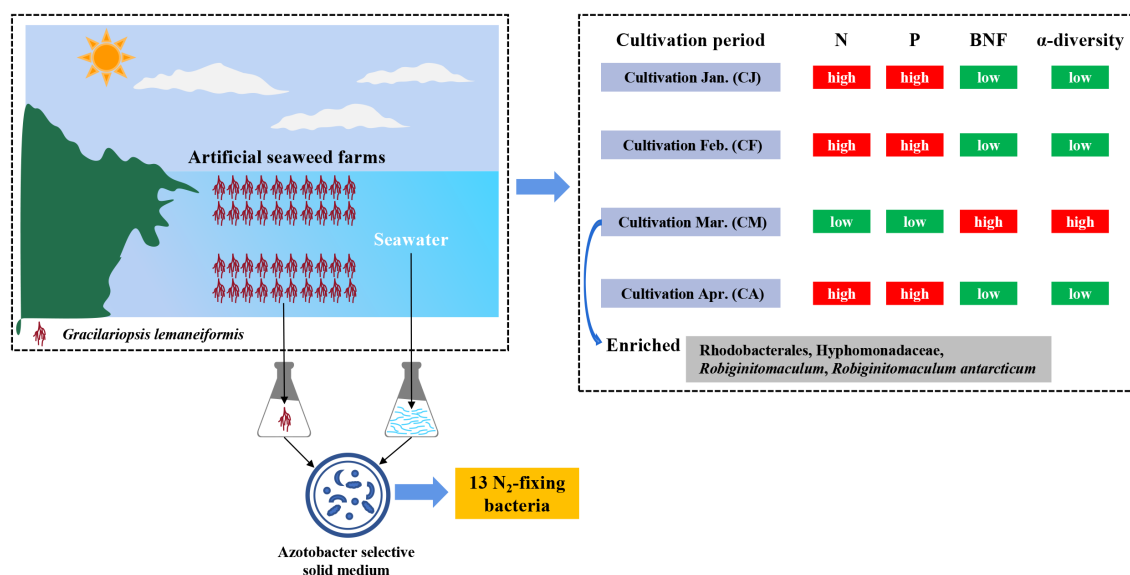 Artificial seaweed farms
Seawater
Gracilariopsis lemaneiformis
Azotobacter selective
solid medium
13 N₂-fixing
bacteria
Cultivation period N P BNF α-diversity
Cultivation Jan. (CJ) high high low low
Cultivation Feb. (CF) high high low low
Cultivation Mar. (CM) low low high high
Cultivation Apr. (CA) high high low low
Enriched
Rhodobacterales, Hyphomonadaceae,
Robiginitomaculum, Robiginitomaculum antarcticum